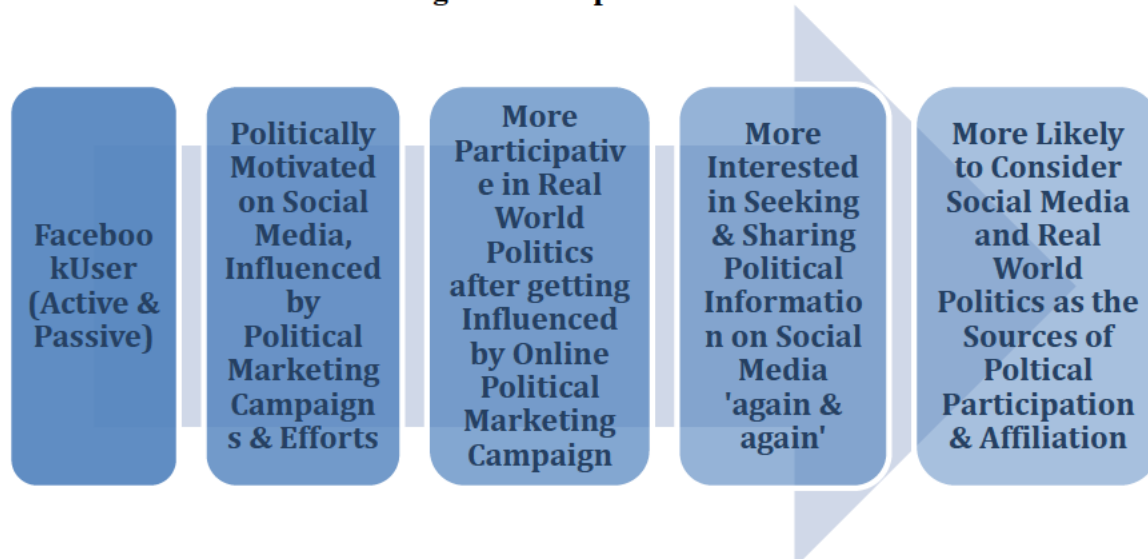 Faceboo
kUser
(Active &
Passive)
Politically
Motivated
on Social
Media,
Influenced
by
Political
Marketing
Campaign
s & Efforts
More
Participativ
e in Real
World
Politics
after getting
Influenced
by Online
Political
Marketing
Campaign
More
Interested
in Seeking
& Sharing
Political
Informatio
n on Social
Media
'again &
again'
More Likely
to Consider
Social Media
and Real
World
Politics as the
Sources of
Poltical
Participation
& Affiliation